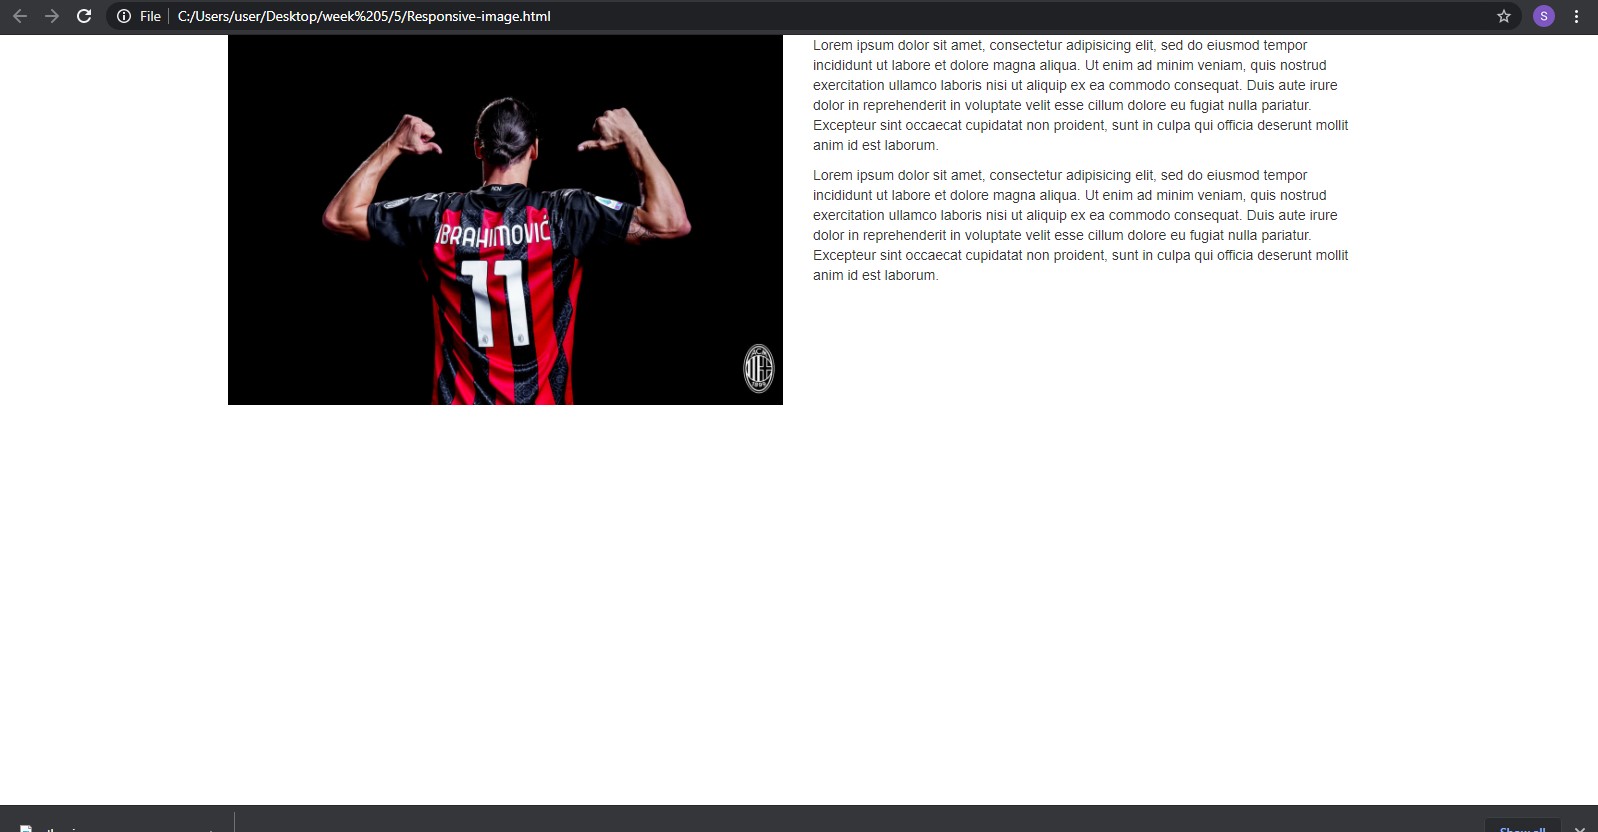 File
C:/Users/user/Desktop/week%205/5/Responsive-image.html
S
ACM
IBRAHIMOVIĆ
11
ACM
1899
Lorem ipsum dolor sit amet, consectetur adipisicing elit, sed do eiusmod tempor
incididunt ut labore et dolore magna aliqua. Ut enim ad minim veniam, quis nostrud
exercitation ullamco laboris nisi ut aliquip ex ea commodo consequat. Duis aute irure
dolor in reprehenderit in voluptate velit esse cillum dolore eu fugiat nulla pariatur.
Excepteur sint occaecat cupidatat non proident, sunt in culpa qui officia deserunt mollit
anim id est laborum.
Lorem ipsum dolor sit amet, consectetur adipisicing elit, sed do eiusmod tempor
incididunt ut labore et dolore magna aliqua. Ut enim ad minim veniam, quis nostrud
exercitation ullamco laboris nisi ut aliquip ex ea commodo consequat. Duis aute irure
dolor in reprehenderit in voluptate velit esse cillum dolore eu fugiat nulla pariatur.
Excepteur sint occaecat cupidatat non proident, sunt in culpa qui officia deserunt mollit
anim id est laborum.
Show all